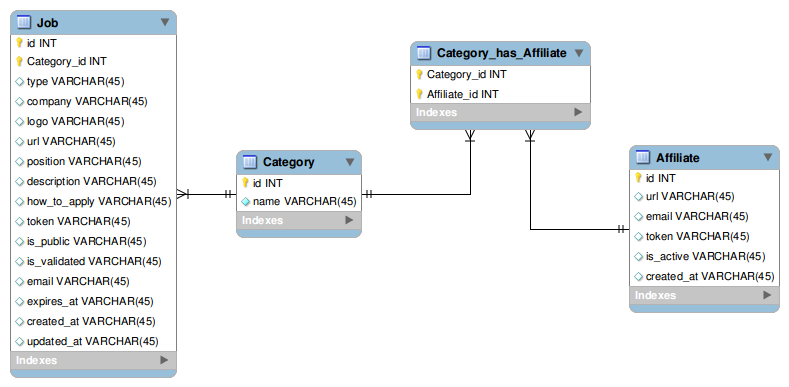 Job
id INT
Category_id INT
type VARCHAR(45)
company VARCHAR(45)
logo VARCHAR(45)
url VARCHAR(45)
position VARCHAR(45)
description VARCHAR(45)
how_to_apply VARCHAR(45)
token VARCHAR(45)
is_public VARCHAR(45)
is_validated VARCHAR(45)
email VARCHAR(45)
expires_at VARCHAR(45)
created_at VARCHAR(45)
updated_at VARCHAR(45)
Indexes
Category
id INT
name VARCHAR(45)
Indexes
Category_has_Affiliate
Category_id INT
Affiliate_id INT
Indexes
Affiliate
id INT
url VARCHAR(45)
email VARCHAR(45)
token VARCHAR(45)
is_active VARCHAR(45)
created_at VARCHAR(45)
Indexes